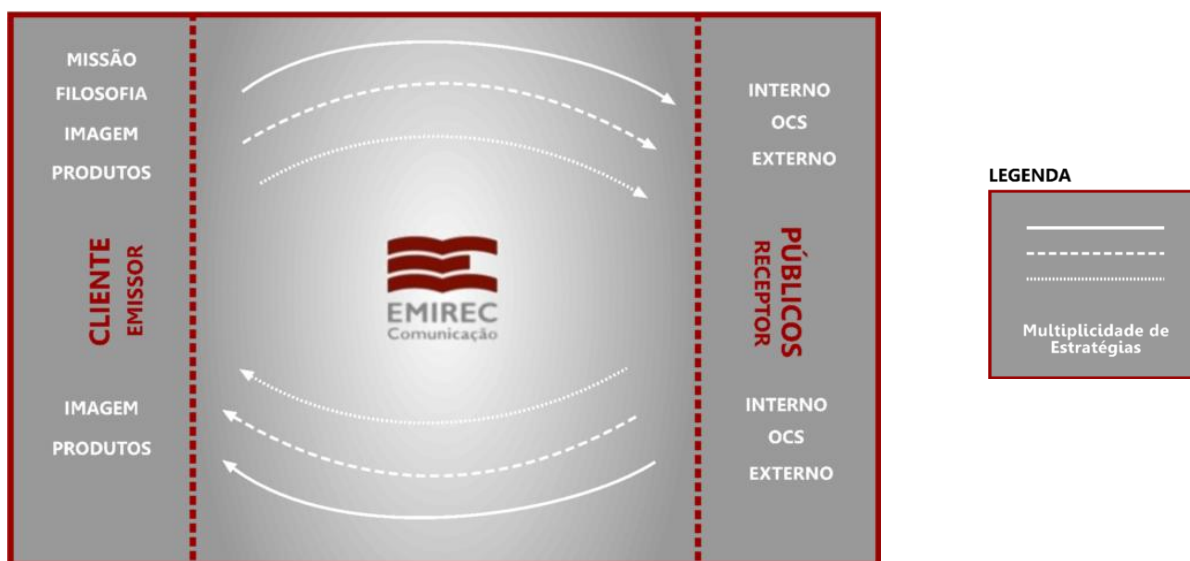 MISSÃO
FILOSOFIA
IMAGEM
PRODUTOS
CLIENTE
EMISSOR
IMAGEM
PRODUTOS
EMIREC
Comunicação
INTERNO
OCS
EXTERNO
PÚBLICOS
RECEPTOR
INTERNO
OCS
EXTERNO
LEGENDA
Multiplicidade de
Estratégias